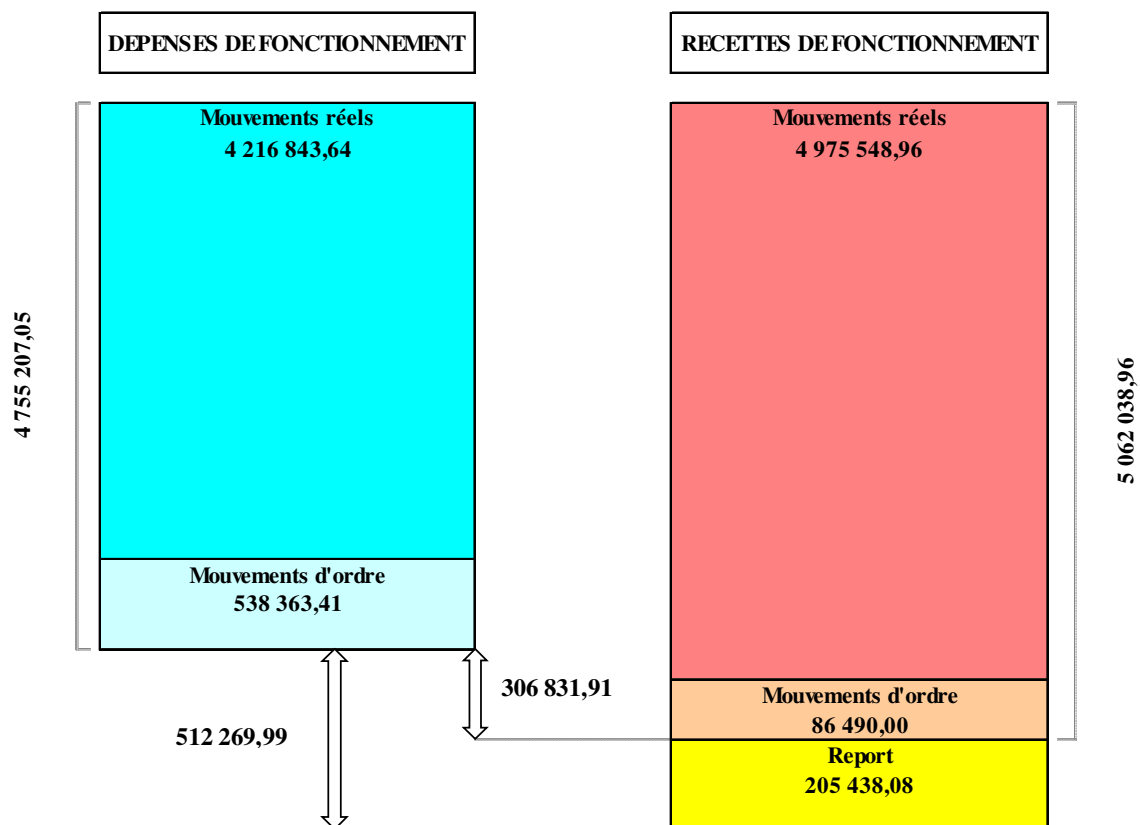 DEPENSES DE FONCTIONNEMENT
RECETTES DE FONCTIONNEMENT
Mouvements réels
4 216 843,64
Mouvements réels
4 975 548,96
4 755 207,05
5 062 038,96
Mouvements d'ordre
538 363,41
306 831,91
Mouvements d'ordre
86 490,00
512 269,99
Report
205 438,08